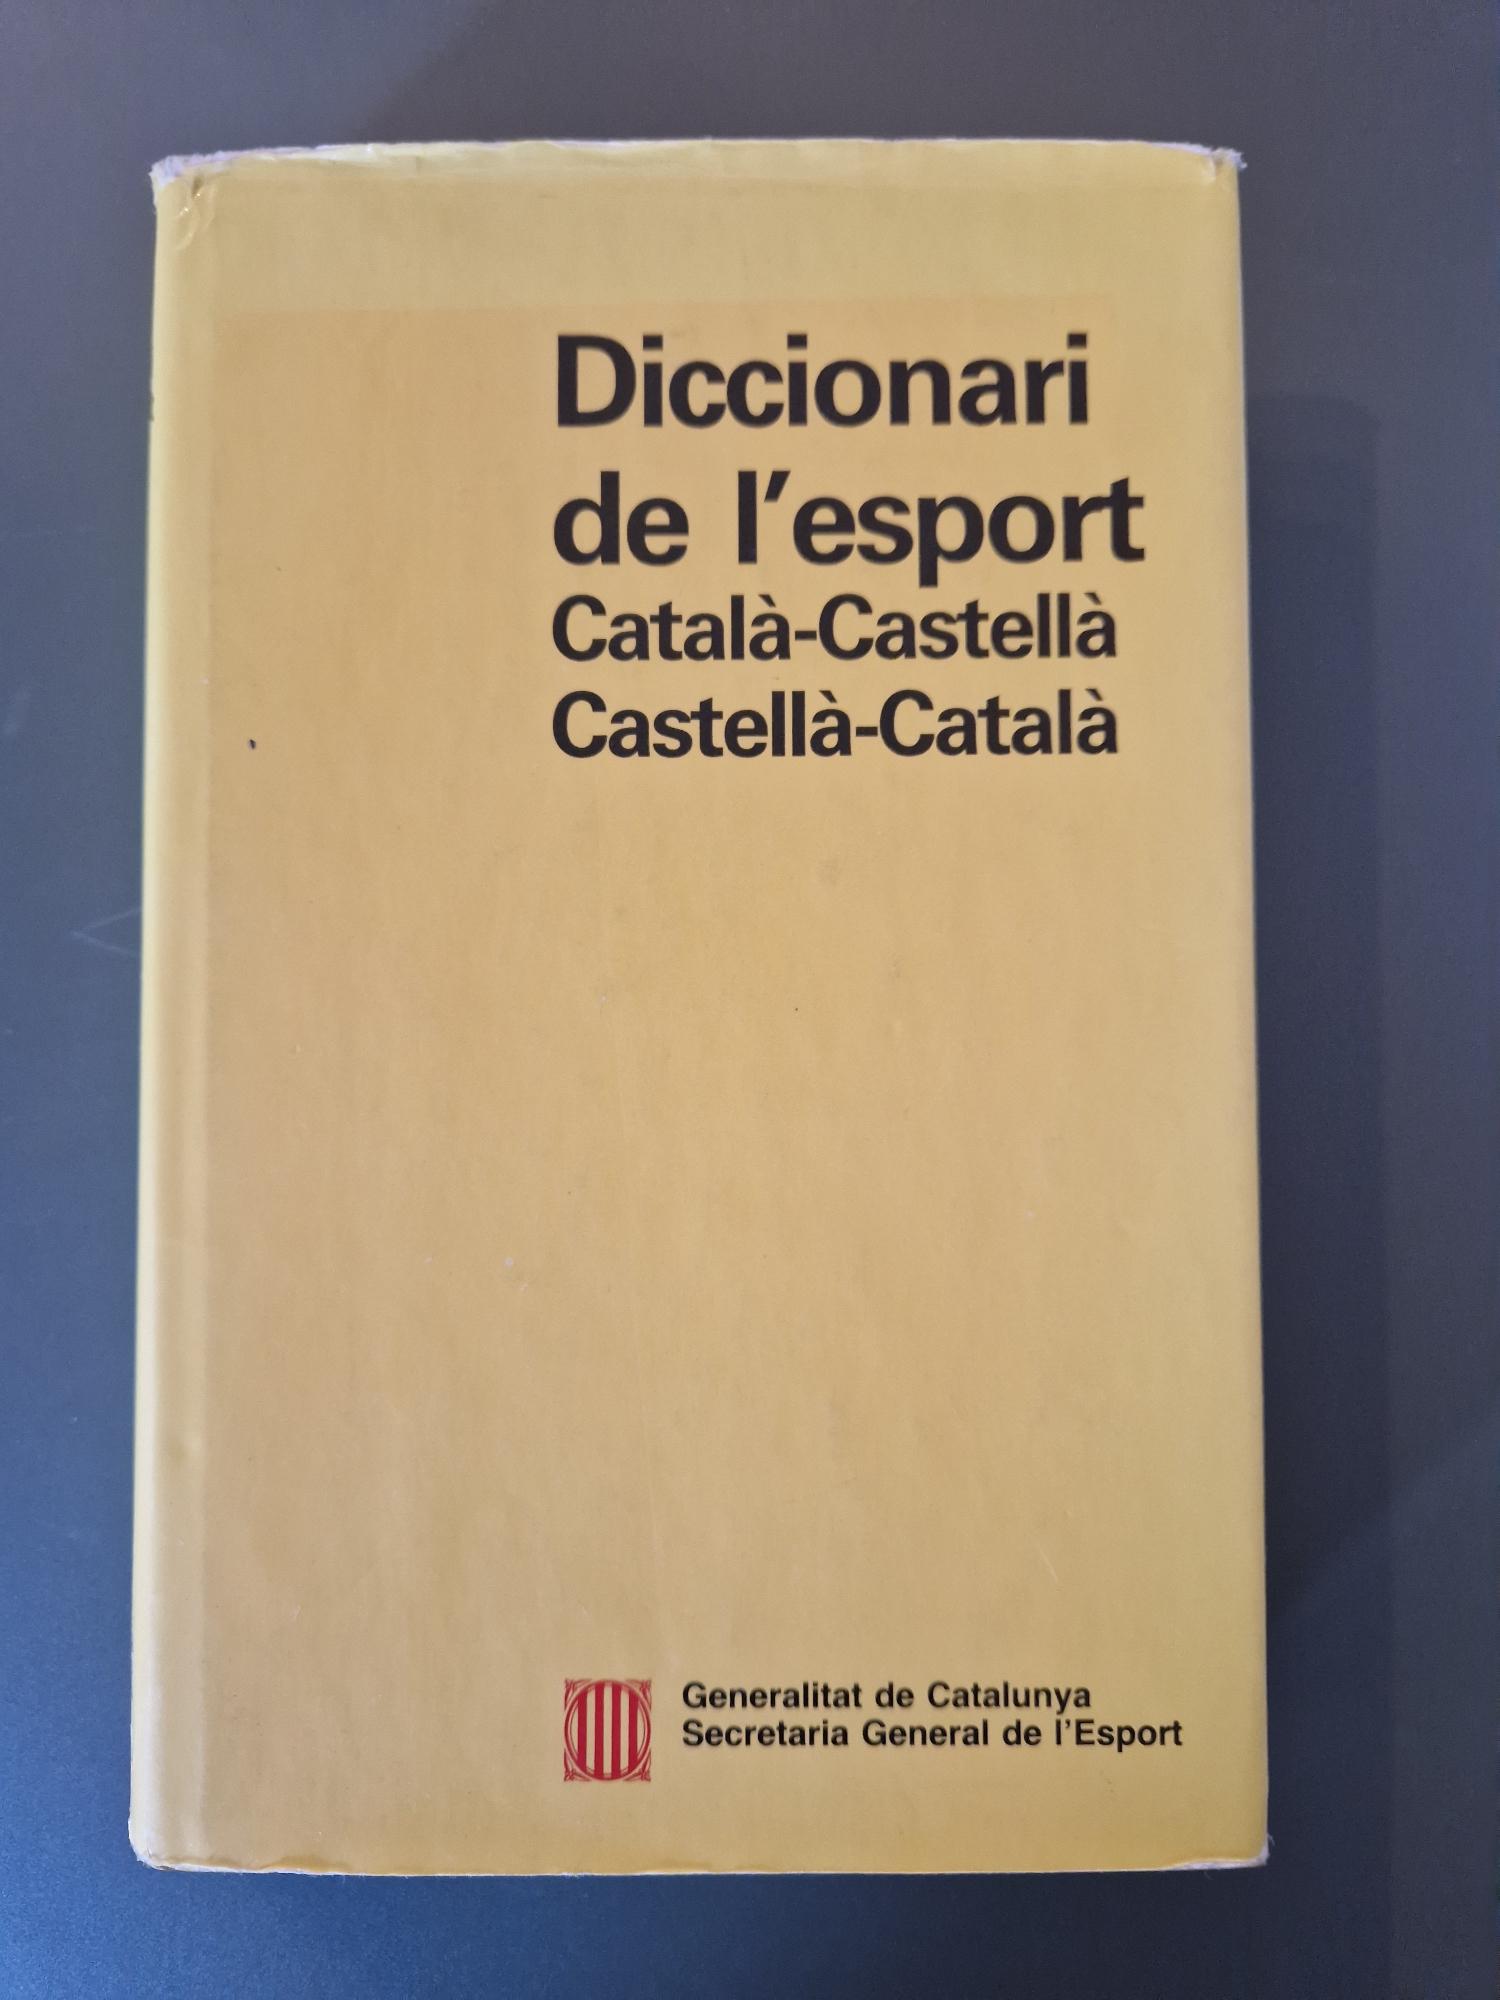 Diccionari
de l'esport
Català-Castellà
Castellà-Català
Generalitat de Catalunya
Secretaria General de l'Esport